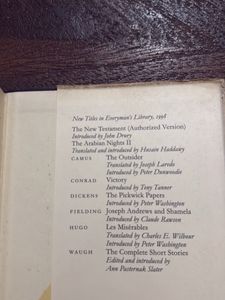 New Titles in Everyman's Library, 1998
The New Testament (Authorized Version)
Introduced by John Drury
The Arabian Nights II
Translated and introduced by Husain Haddawy
CAMUS The Outsider
Translated by Joseph Laredo
Introduced by Peter Dunwoodie
CONRAD Victory
Introduced by Tony Tanner
DICKENS The Pickwick Papers
Introduced by Peter Washington
FIELDING Joseph Andrews and Shamela
Introduced by Claude Rawson
HUGO Les Misérables
Translated by Charles E. Wilbour
Introduced by Peter Washington
WAUGH The Complete Short Stories
Edited and introduced by
Ann Pasternak Slater